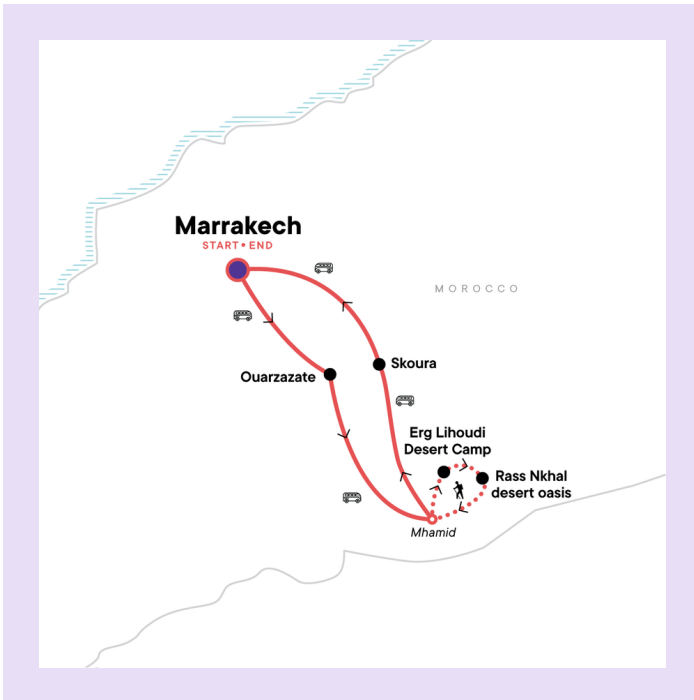 Marrakech
START • END
MOROCCO
Skoura
Ouarzazate
Erg Lihoudi
Desert Camp
Rass Nkhal
desert oasis
Mhamid